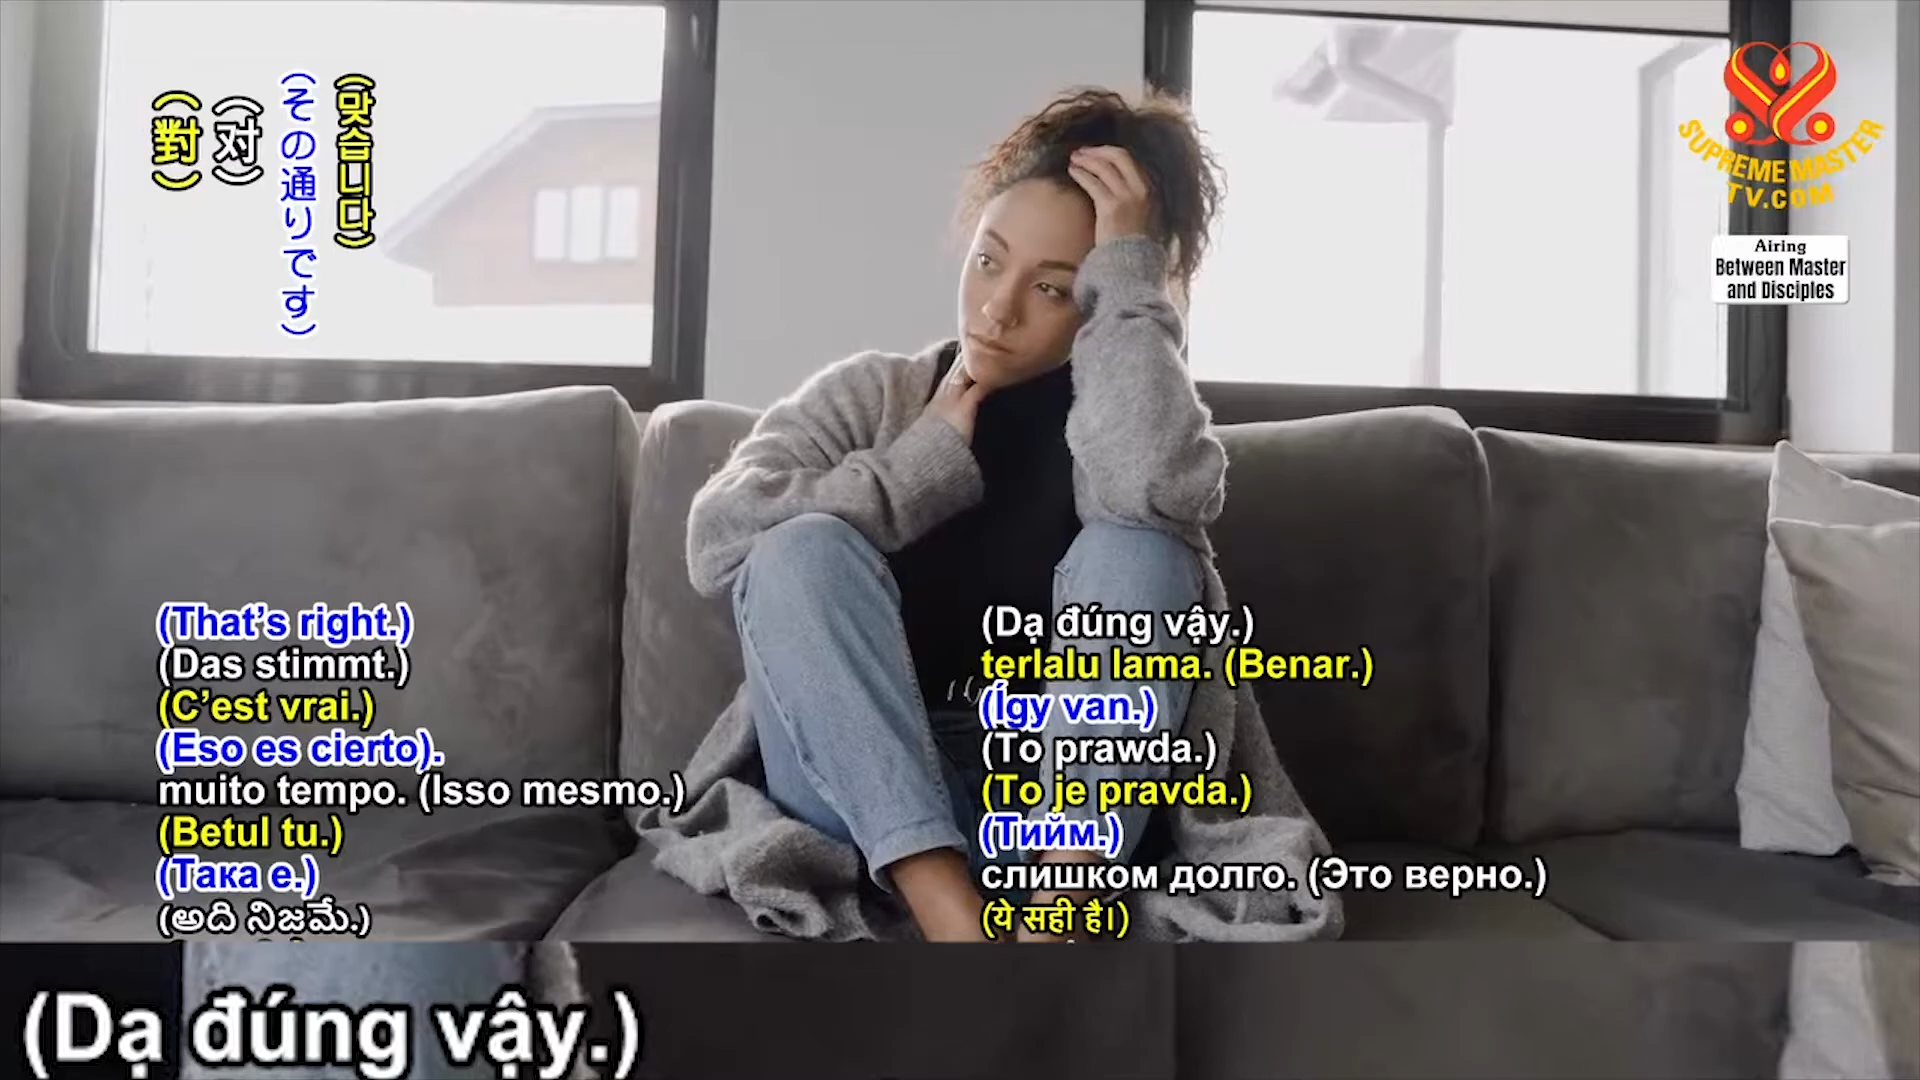 (맞습니다)
(その通りです)
(对)
(對)
SUPREME MASTER
TV.COM
Airing
Between Master
and Disciples
(That’s right.)
(Das stimmt.)
(C’est vrai.)
(Eso es cierto).
muito tempo. (Isso mesmo.)
(Betul tu.)
(Така е.)
(అది నిజమే.)
(Dạ đúng vậy.)
terlalu lama. (Benar.)
(Így van.)
(To prawda.)
(To je pravda.)
(Тийм.)
слишком долго. (Это верно.)
(ये सही है।)
(Dạ đúng vậy.)